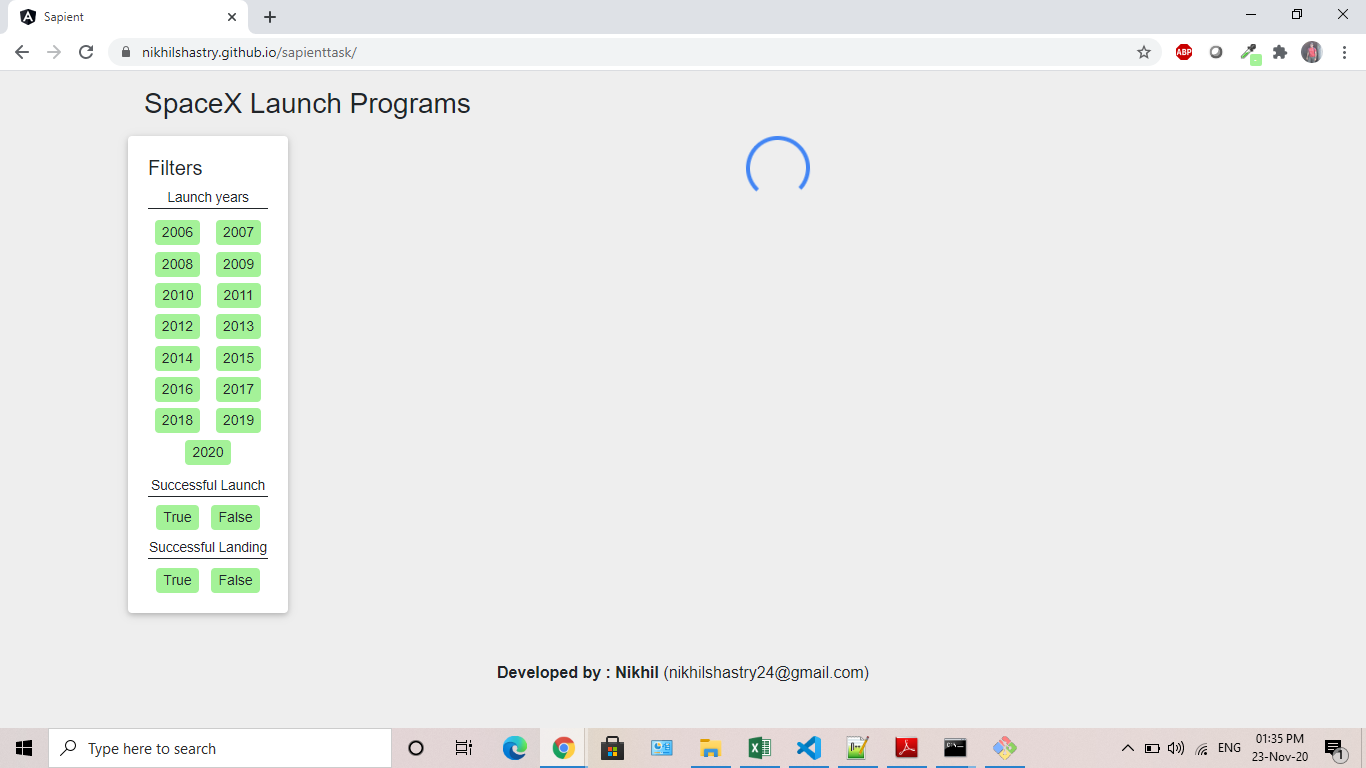 Sapient
nikhilshastry.github.io/sapienttask/
ABP
SpaceX Launch Programs
Filters
Launch years
2006 2007
2008 2009
2010 2011
2012 2013
2014 2015
2016 2017
2018 2019
2020
Successful Launch
True False
Successful Landing
True False
Developed by : Nikhil (nikhilshastry24@gmail.com)
Type here to search
ENG
01:35 PM
23-Nov-20
1